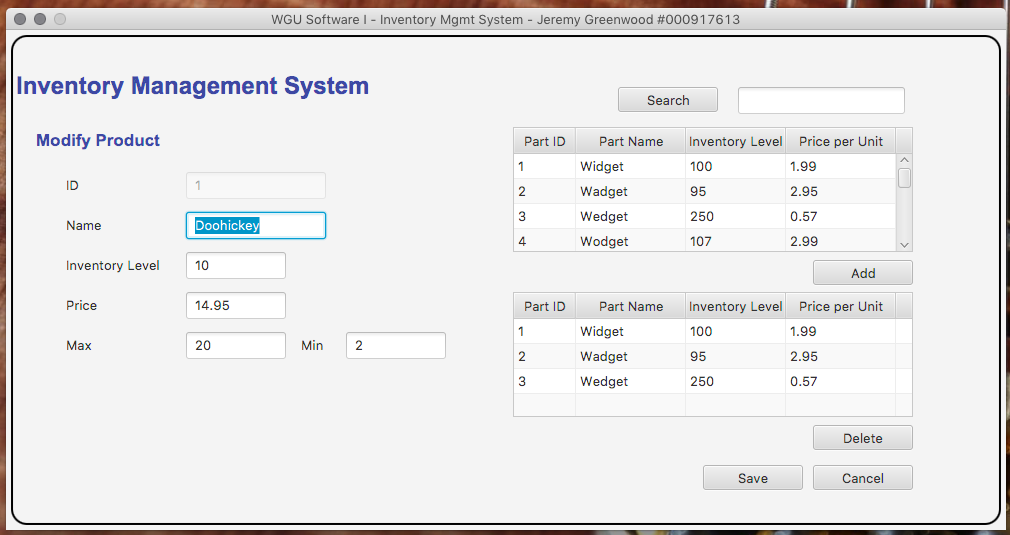 WGU Software I - Inventory Mgmt System - Jeremy Greenwood #000917613
Inventory Management System
Search
Modify Product
ID 1
Name Doohickey
Inventory Level 10
Price 14.95
Max 20 Min 2
Part ID Part Name Inventory Level Price per Unit
1 Widget 100 1.99
2 Wadget 95 2.95
3 Wedget 250 0.57
4 Wodget 107 2.99
Add
Part ID Part Name Inventory Level Price per Unit
1 Widget 100 1.99
2 Wadget 95 2.95
3 Wedget 250 0.57
Delete
Save Cancel